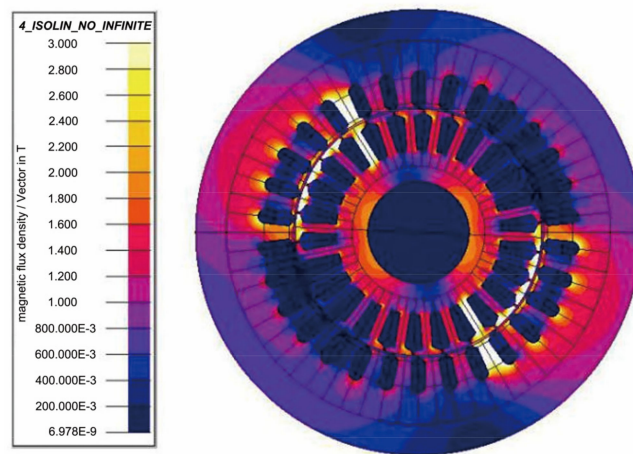 4_ISOLIN_NO_INFINITE
magnetic flux density / Vector in T
3.000
2.800
2.600
2.400
2.200
2.000
1.800
1.600
1.400
1.200
1.000
800.000E-3
600.000E-3
400.000E-3
200.000E-3
6.978E-9